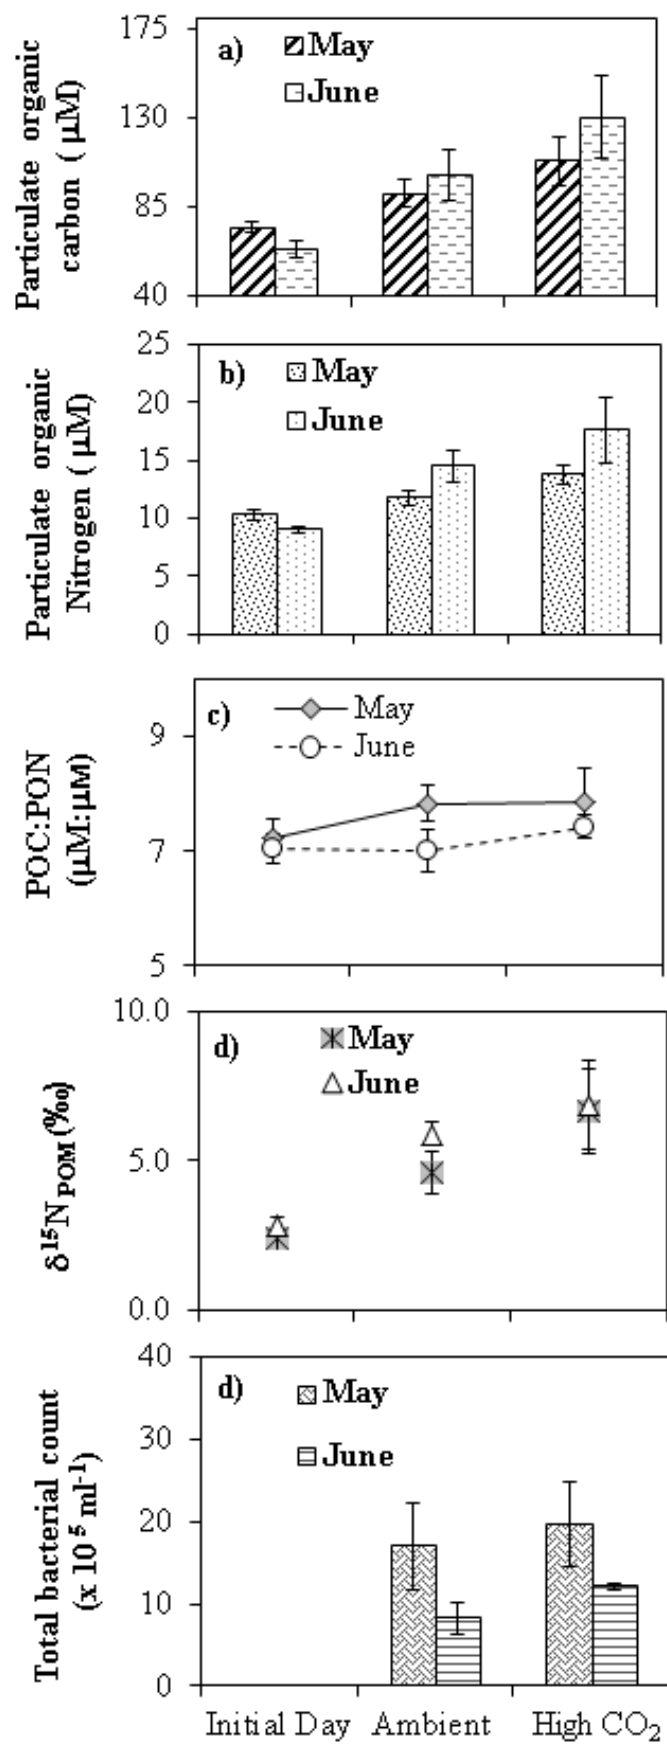 175
a)
May
130
June
85
40
Particulate organic
carbon ( μM)
25
b)
May
20
June
15
10
5
0
Particulate organic
Nitrogen ( μM)
c)
May
9
June
7
5
POC:PON
(μM:μM)
10.0
d)
May
June
5.0
0.0
δ¹⁵N POM (‰)
40
d)
May
30
June
20
10
0
Total bacterial count
(x 10⁵ ml⁻¹)
Initial Day Ambient High CO₂